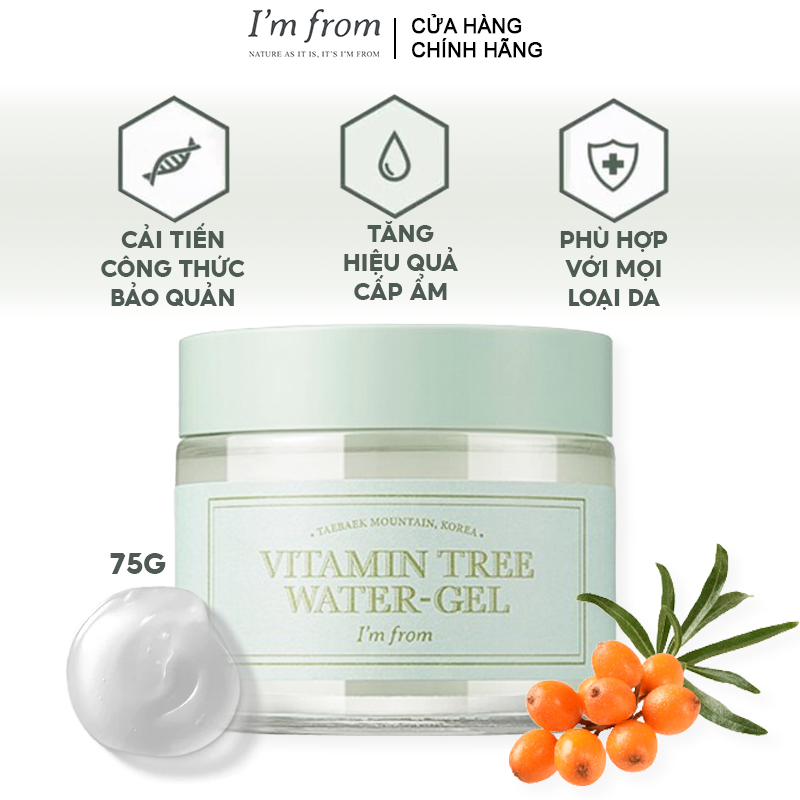 I'm from
NATURE AS IT IS, IT'S I'M FROM
CỬA HÀNG
CHÍNH HÃNG
CẢI TIẾN
CÔNG THỨC
BẢO QUẢN
TĂNG
HIỆU QUẢ
CẤP ẨM
PHÙ HỢP
VỚI MỌI
LOẠI DA
75G
. TAEBAEK MOUNTAIN, KOREA .
VITAMIN TREE
WATER-GEL
I'm from